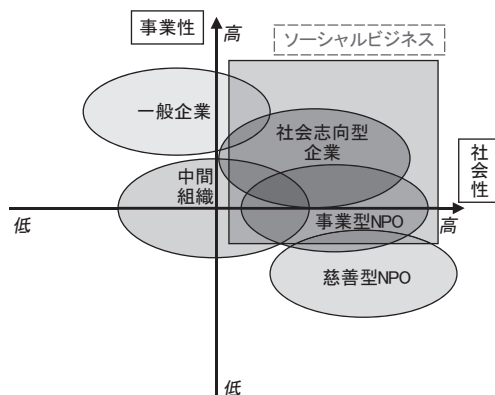 事業性
高
ソーシャルビジネス
一般企業
社会志向型
企業
社会性
中間
組織
低
事業型NPO
高
慈善型NPO
低